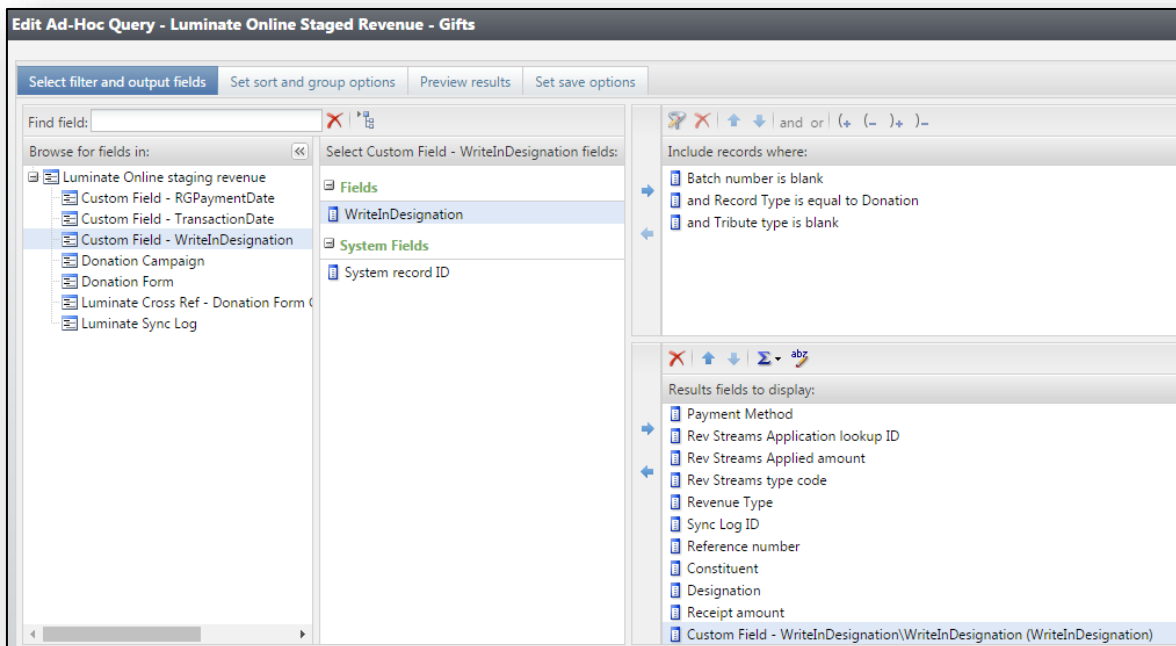 Edit Ad-Hoc Query - Luminate Online Staged Revenue - Gifts
Select filter and output fields
Set sort and group options
Preview results
Set save options
Find field:
Browse for fields in:
Luminate Online staging revenue
Custom Field - RGPaymentDate
Custom Field - TransactionDate
Custom Field - WriteInDesignation
Donation Campaign
Donation Form
Luminate Cross Ref - Donation Form
Luminate Sync Log
Select Custom Field - WriteInDesignation fields:
Fields
WriteInDesignation
System Fields
System record ID
and or (+ (- )+ )-
Include records where:
Batch number is blank
and Record Type is equal to Donation
and Tribute type is blank
Σ abz
Results fields to display:
Payment Method
Rev Streams Application lookup ID
Rev Streams Applied amount
Rev Streams type code
Revenue Type
Sync Log ID
Reference number
Constituent
Designation
Receipt amount
Custom Field - WriteInDesignation\WriteInDesignation (WriteInDesignation)